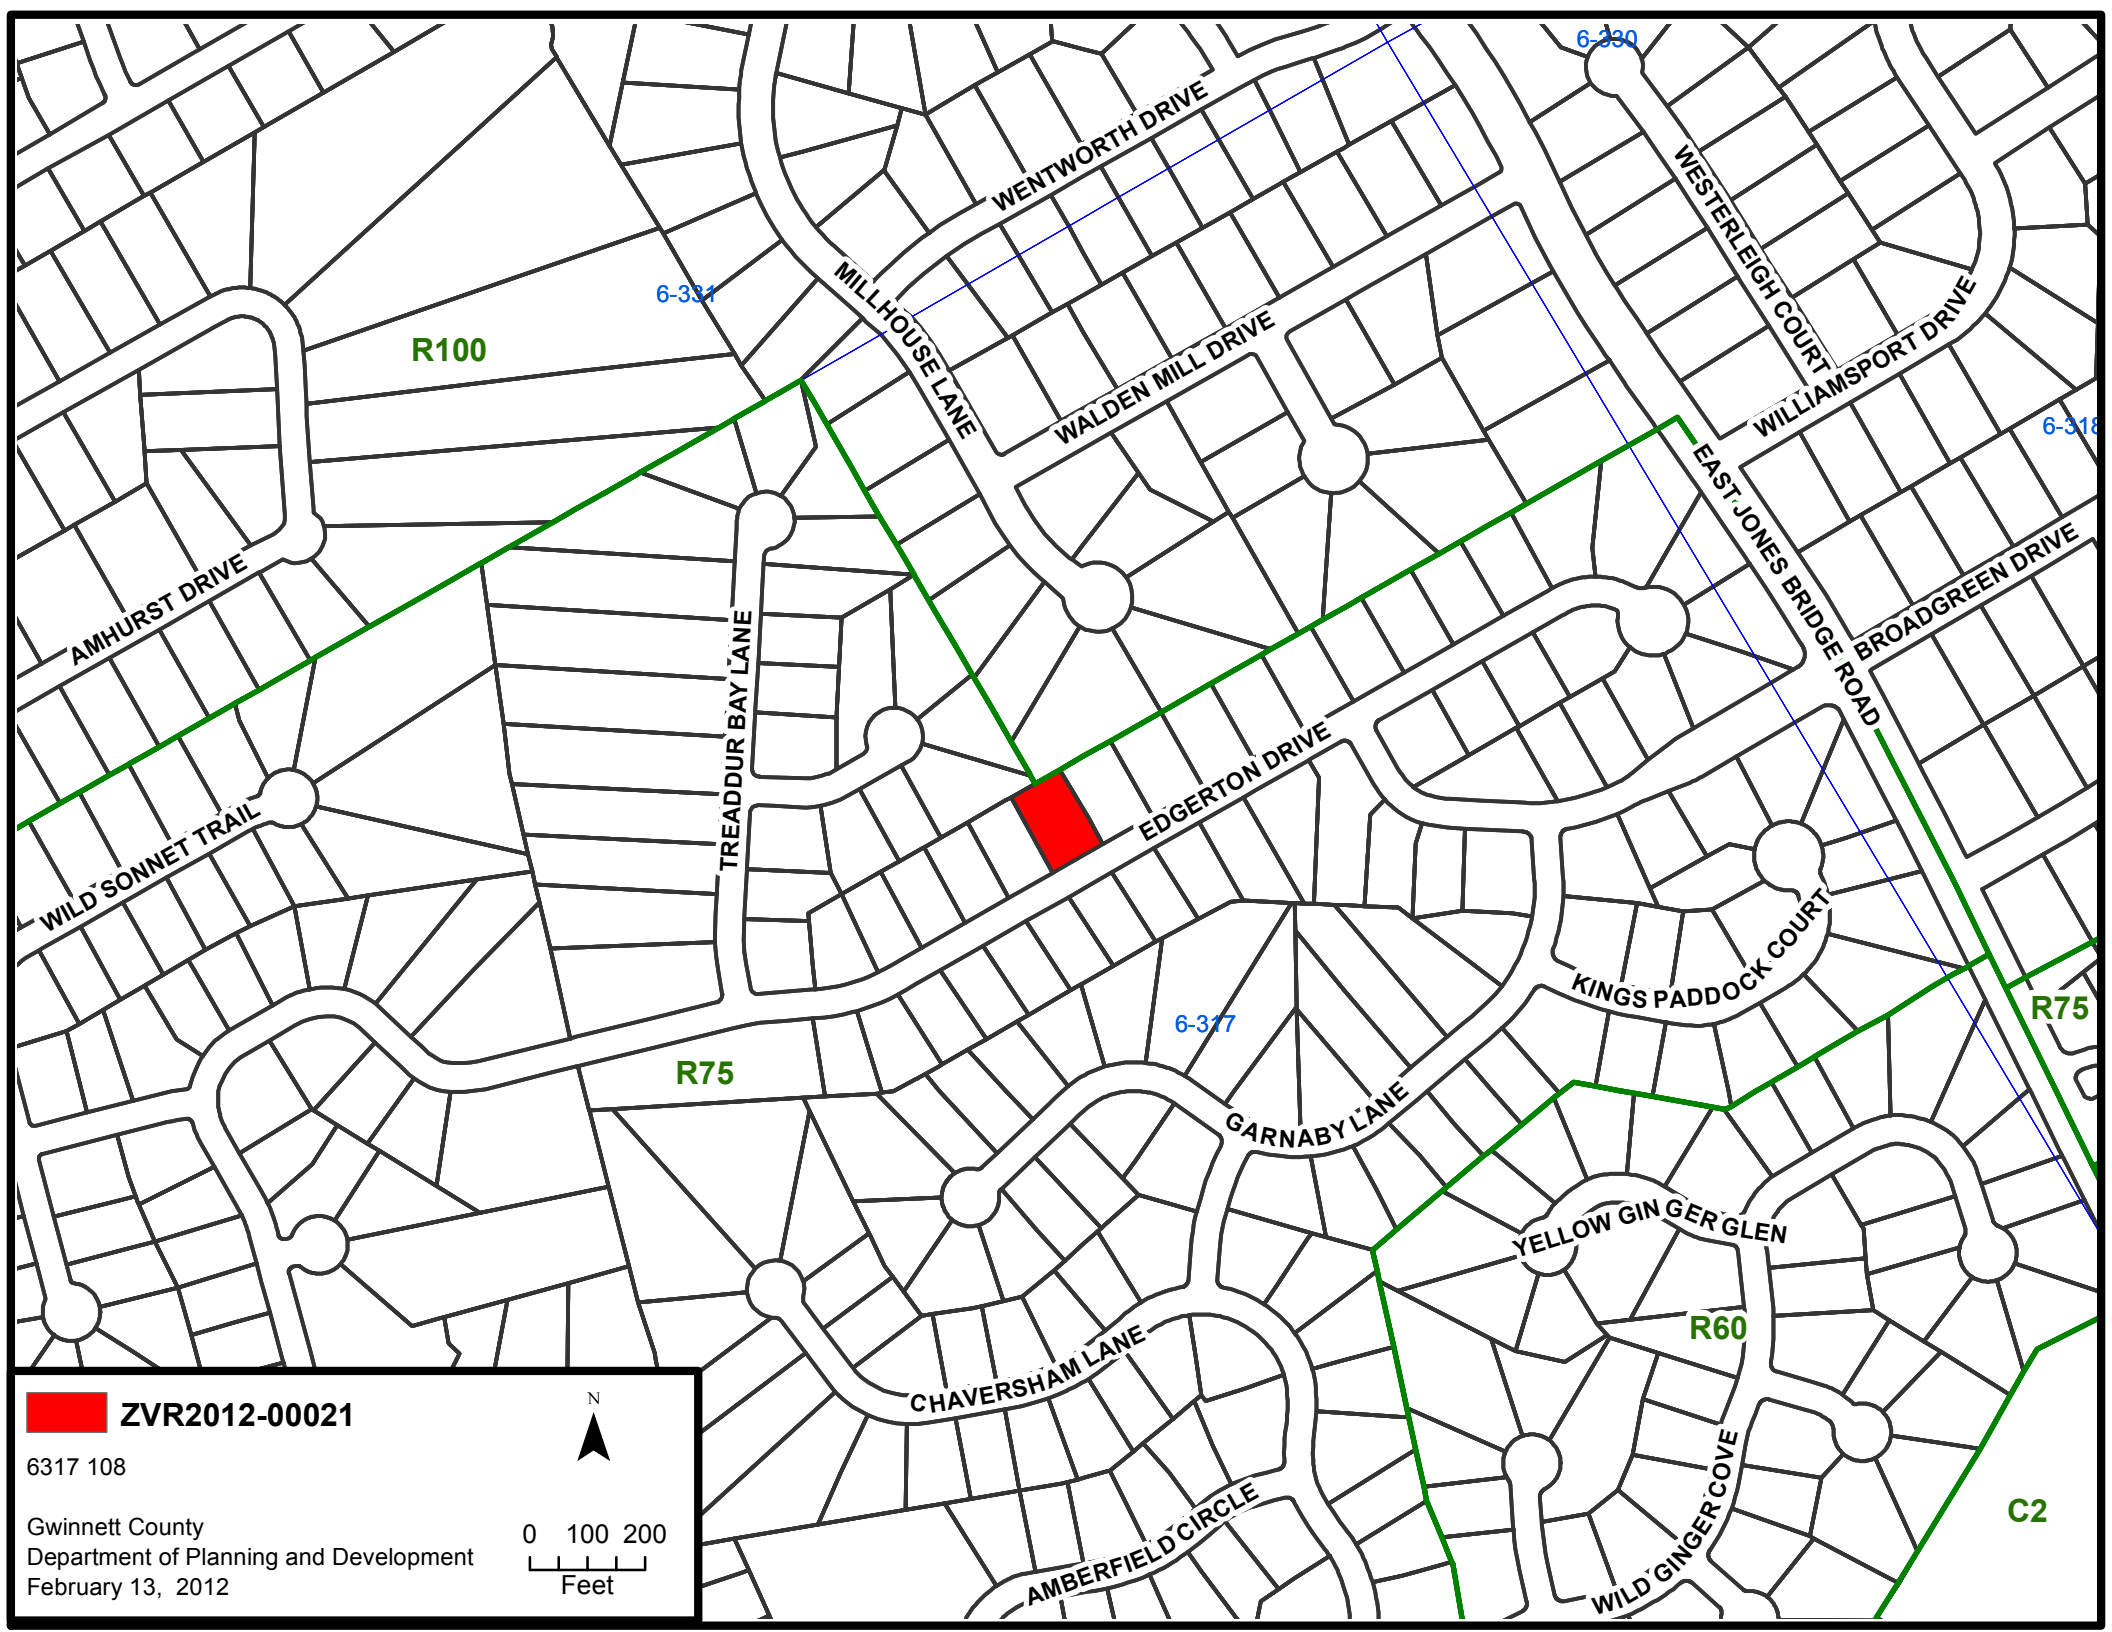 6-330
WENTWORTH DRIVE
WESTERLEIGH COURT
6-331
MILLHOUSE LANE
R100
WALDEN MILL DRIVE
WILLIAMSPORT DRIVE
6-318
EAST JONES BRIDGE ROAD
BROADGREEN DRIVE
AMHURST DRIVE
TREADDUR BAY LANE
EDGERTON DRIVE
WILD SONNET TRAIL
KINGS PADDOCK COURT
6-317
R75
R75
GARNABY LANE
YELLOW GINGER GLEN
R60
CHAVERSHAM LANE
WILD GINGER COVE
AMBERFIELD CIRCLE
C2
ZVR2012-00021
6317 108
Gwinnett County
Department of Planning and Development
February 13, 2012
N
0 100 200
Feet